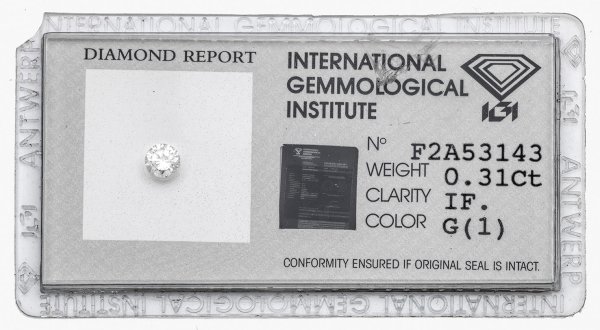 INTERNATIONAL GEMMOLOGICAL INSTITUTE
ANTWERP
IGI
DIAMOND REPORT
INTERNATIONAL
GEMMOLOGICAL
INSTITUTE
IGI
N° F2A53143
WEIGHT 0.31Ct
CLARITY IF.
COLOR G(1)
CONFORMITY ENSURED IF ORIGINAL SEAL IS INTACT.
IGI
ANTWERP
INTERNATIONAL GEMMOLOGICAL INSTITUTE